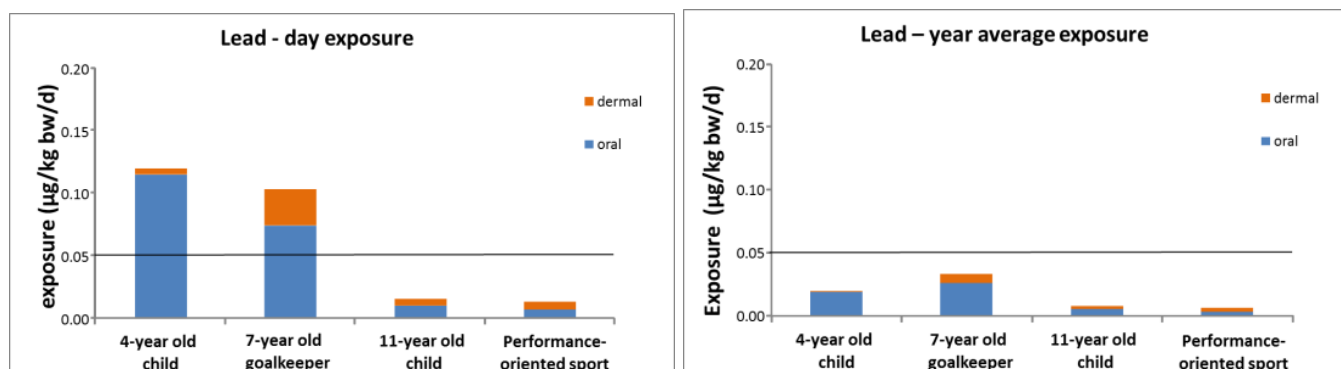 Lead - day exposure
exposure (µg/kg bw/d)
0.20
0.15
0.10
0.05
0.00
dermal
oral
4-year old
child
7-year old
goalkeeper
11-year old
child
Performance-
oriented sport
Lead – year average exposure
Exposure (µg/kg bw/d)
0.20
0.15
0.10
0.05
0.00
dermal
oral
4-year old
child
7-year old
goalkeeper
11-year old
child
Performance-
oriented sport